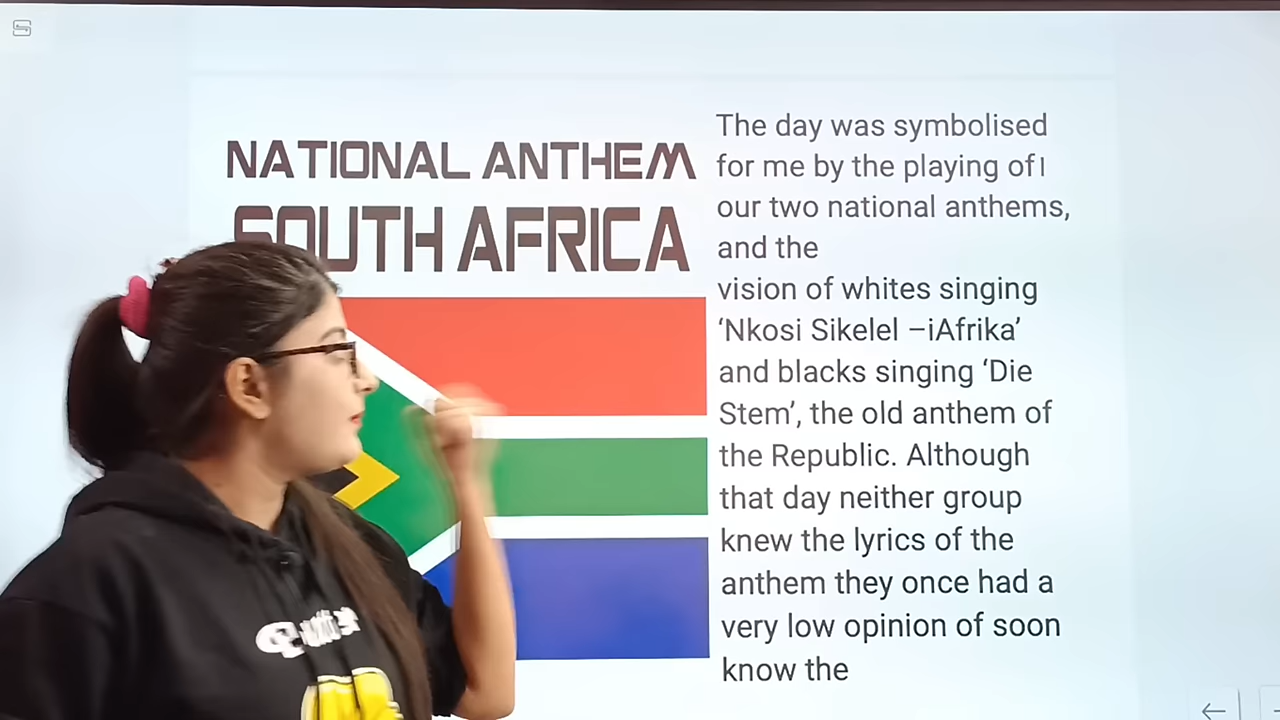 NATIONAL ANTHEM
SOUTH AFRICA
The day was symbolised
for me by the playing of
our two national anthems,
and the
vision of whites singing
‘Nkosi Sikelel –iAfrika’
and blacks singing ‘Die
Stem’, the old anthem of
the Republic. Although
that day neither group
knew the lyrics of the
anthem they once had a
very low opinion of soon
know the